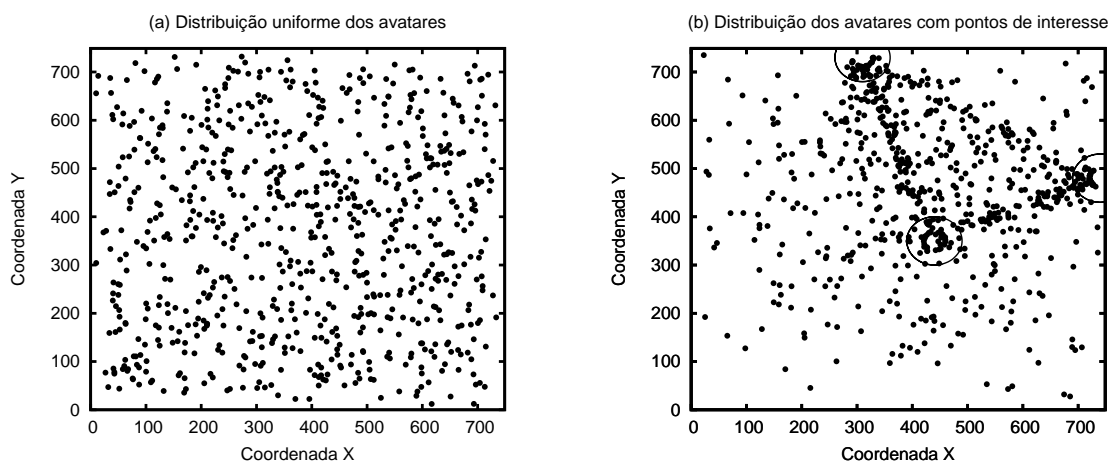 (a) Distribuição uniforme dos avatares
700
600
500
400
300
200
100
0
0 100 200 300 400 500 600 700
Coordenada X
Coordenada Y
(b) Distribuição dos avatares com pontos de interesse
700
600
500
400
300
200
100
0
0 100 200 300 400 500 600 700
Coordenada X
Coordenada Y